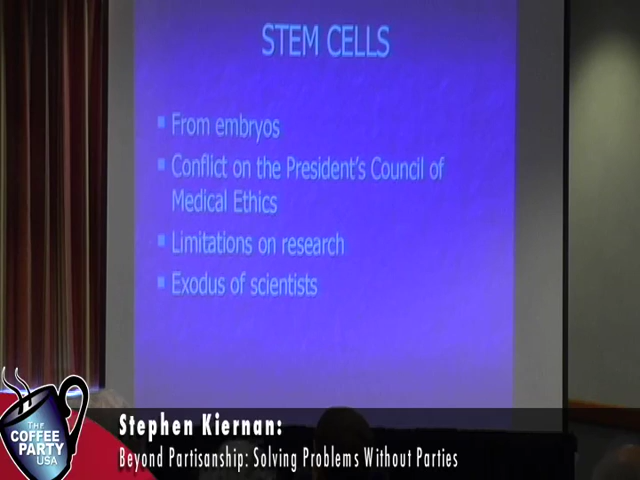 STEM CELLS
From embryos
Conflict on the President's Council of
Medical Ethics
Limitations on research
Exodus of scientists
Stephen Kiernan:
Beyond Partisanship: Solving Problems Without Parties
THE
COFFEE
PARTY
USA